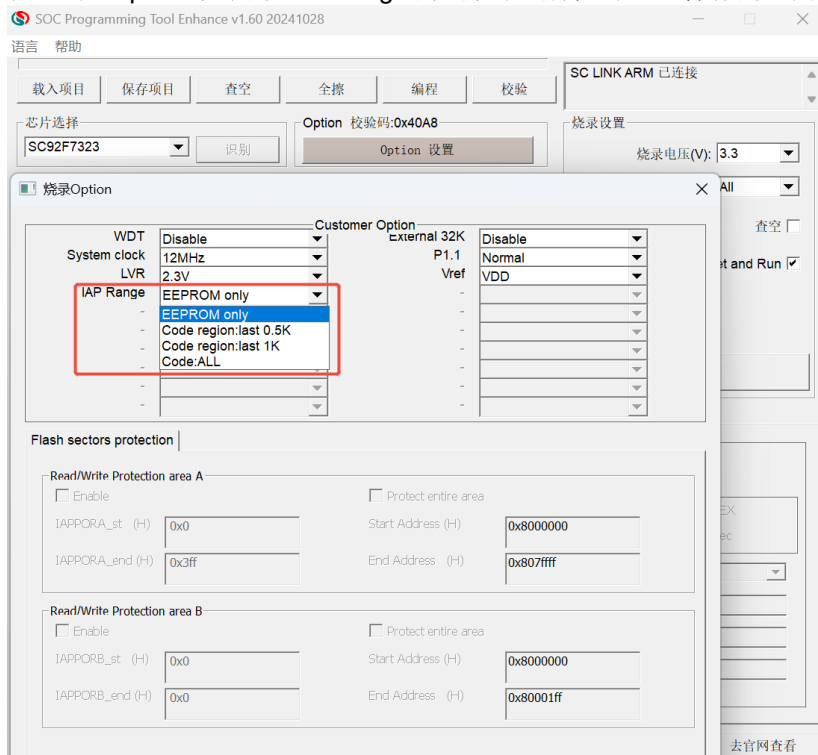 SOC Programming Tool Enhance v1.60 20241028
语言 帮助
载入项目 保存项目 查空 全擦 编程 校验
SC LINK ARM 已连接
芯片选择
SC92F7323 识别
Option 校验码:0x40A8
Option 设置
烧录设置
烧录电压(V): 3.3
All
查空
and Run
烧录Option
Customer Option
WDT Disable External 32K Disable
System clock 12MHz P1.1 Normal
LVR 2.3V Vref VDD
IAP Range EEPROM only -
- EEPROM only -
- Code region:last 0.5K -
- Code region:last 1K -
- Code:ALL -
- -
- -
Flash sectors protection
Read/Write Protection area A
Enable Protect entire area
IAPPORA_st (H) 0x0 Start Address (H) 0x8000000
IAPPORA_end (H) 0x3ff End Address (H) 0x807ffff
Read/Write Protection area B
Enable Protect entire area
IAPPORB_st (H) 0x0 Start Address (H) 0x8000000
IAPPORB_end (H) 0x0 End Address (H) 0x80001ff
EX
ec
去官网查看